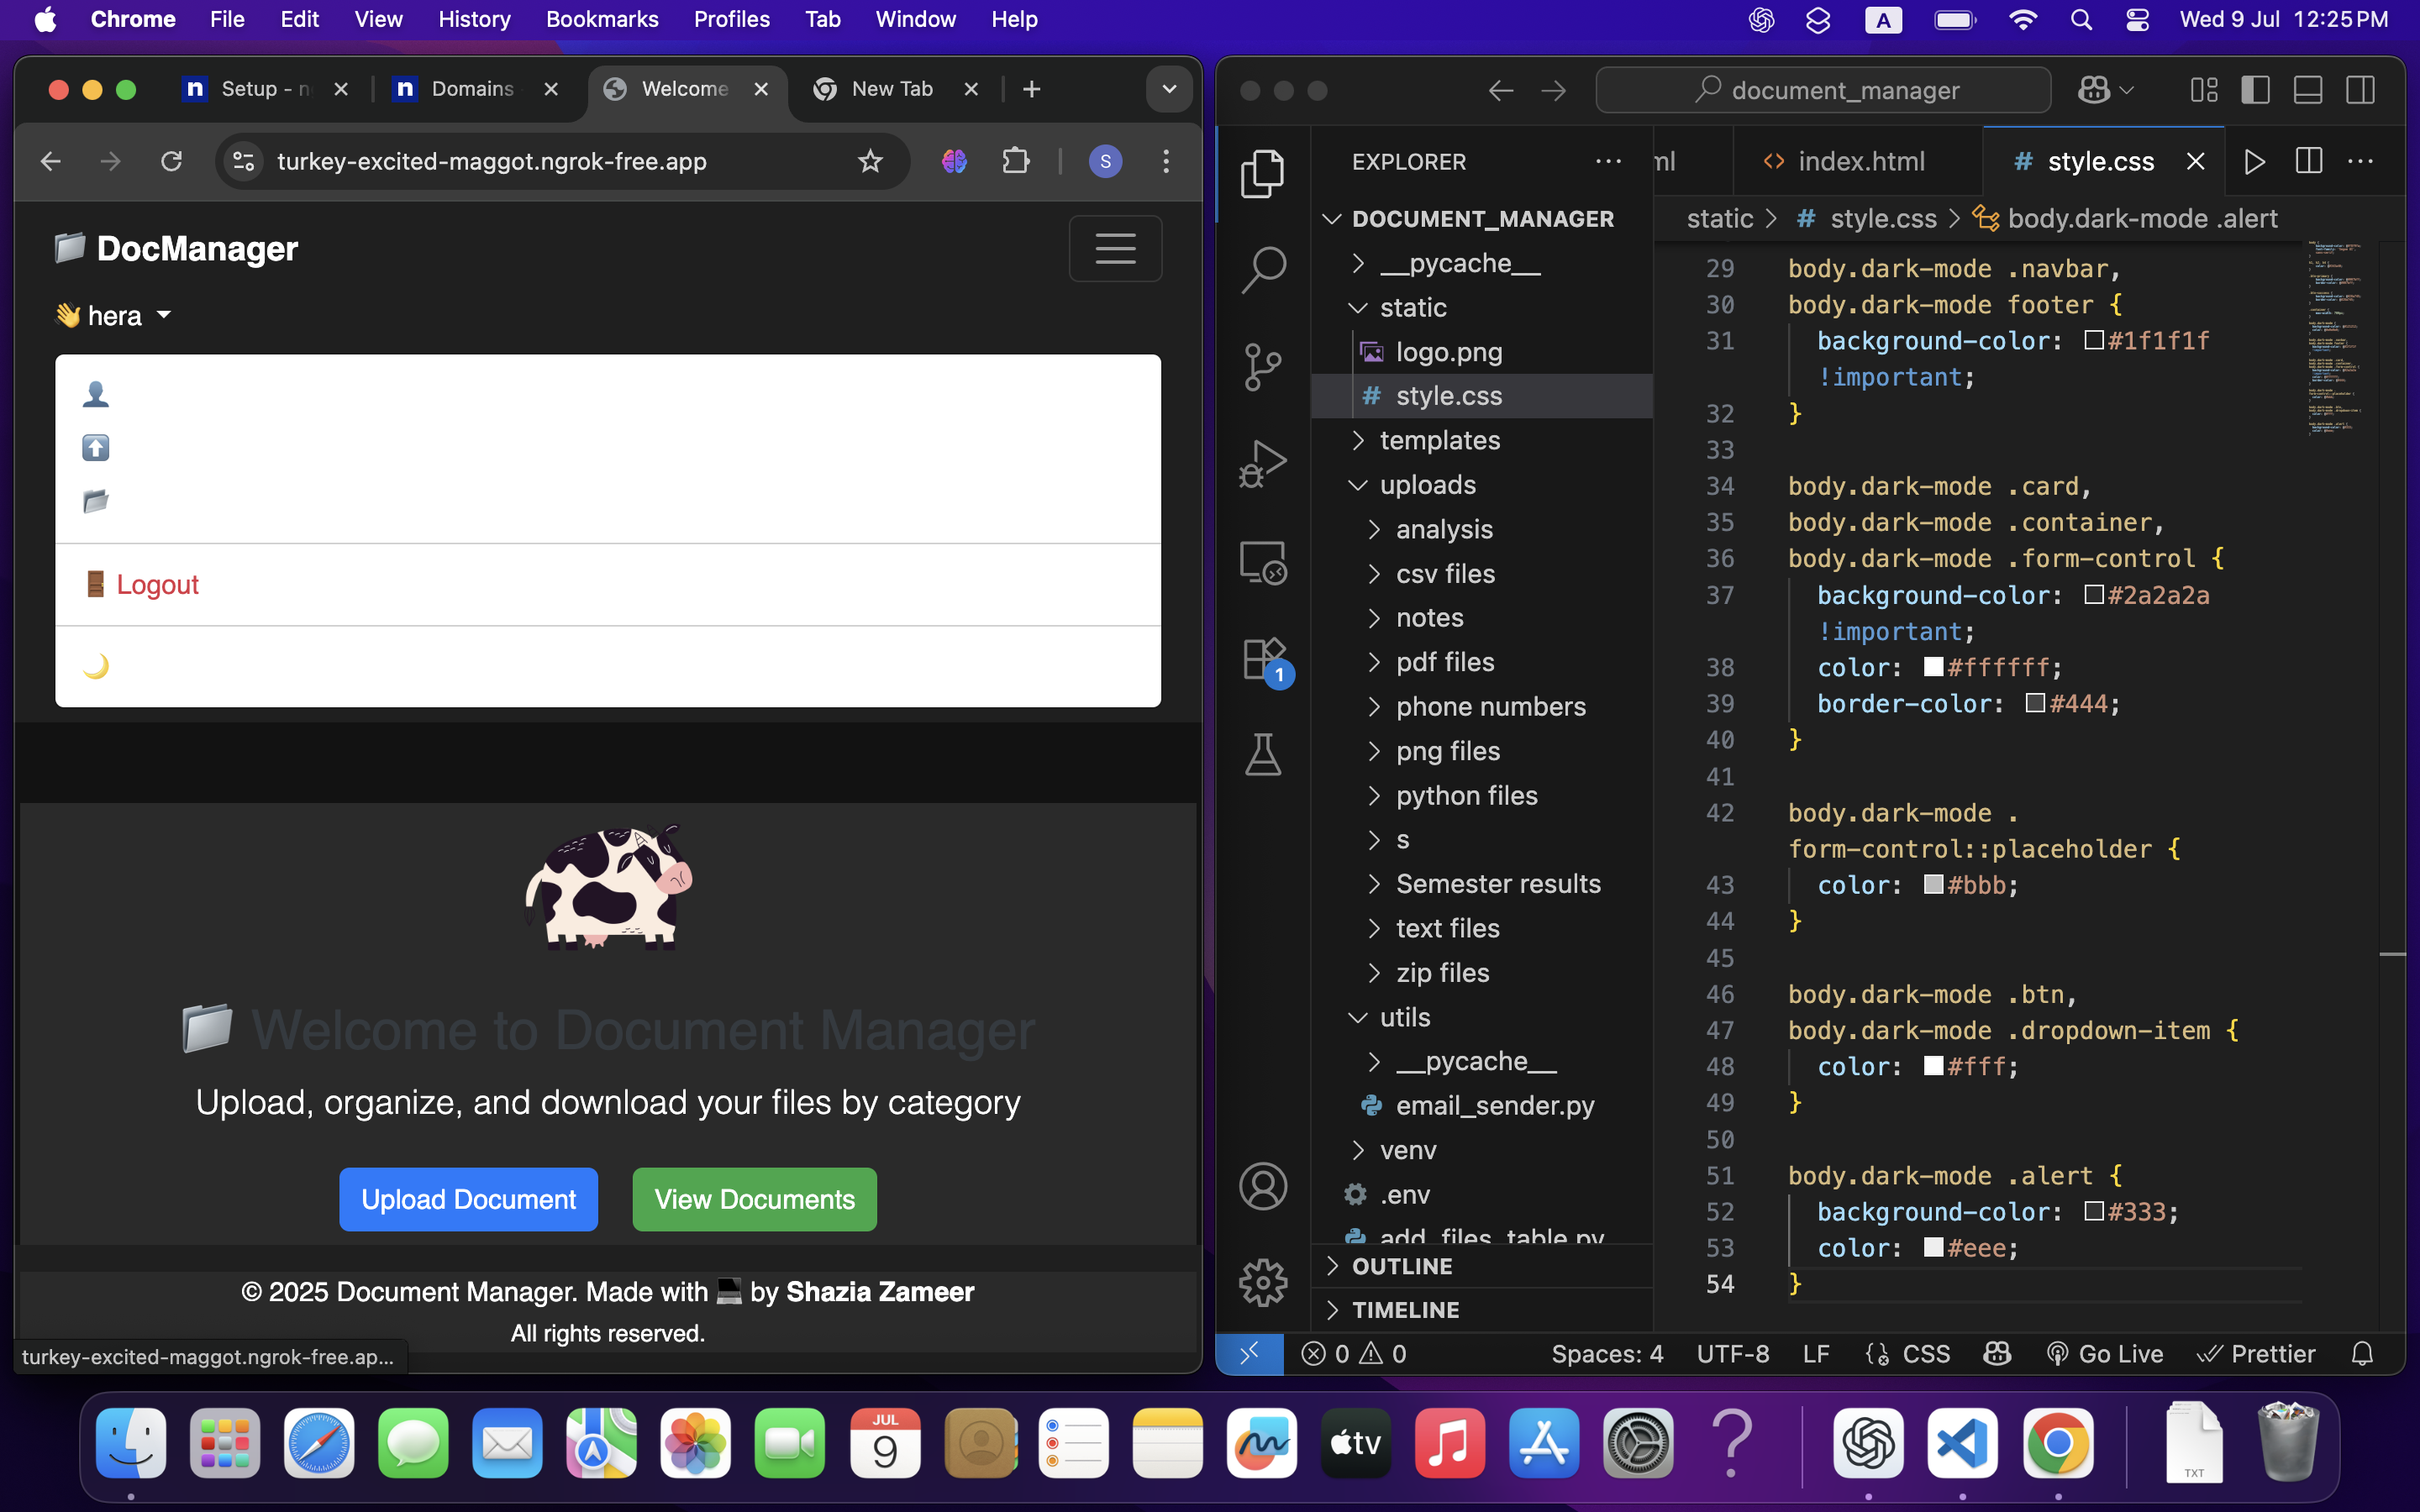 Chrome File Edit View History Bookmarks Profiles Tab Window Help
A Wed 9 Jul 12:25 PM
Setup - n
Domains
Welcome
New Tab
turkey-excited-maggot.ngrok-free.app
S
DocManager
hera
Logout
Welcome to Document Manager
Upload, organize, and download your files by category
Upload Document
View Documents
© 2025 Document Manager. Made with by Shazia Zameer
All rights reserved.
turkey-excited-maggot.ngrok-free.ap...
document_manager
EXPLORER
1
DOCUMENT_MANAGER
__pycache__
static
logo.png
# style.css
templates
uploads
analysis
csv files
notes
pdf files
phone numbers
png files
python files
s
Semester results
text files
zip files
utils
__pycache__
email_sender.py
venv
.env
add_files_table.py
OUTLINE
TIMELINE
ml
index.html
# style.css
static > # style.css > body.dark-mode .alert
29 body.dark-mode .navbar,
30 body.dark-mode footer {
31 background-color: #1f1f1f
!important;
32 }
33
34 body.dark-mode .card,
35 body.dark-mode .container,
36 body.dark-mode .form-control {
37 background-color: #2a2a2a
!important;
38 color: #ffffff;
39 border-color: #444;
40 }
41
42 body.dark-mode .
form-control::placeholder {
43 color: #bbb;
44 }
45
46 body.dark-mode .btn,
47 body.dark-mode .dropdown-item {
48 color: #fff;
49 }
50
51 body.dark-mode .alert {
52 background-color: #333;
53 color: #eee;
54 }
0 0 Spaces: 4 UTF-8 LF CSS Go Live Prettier
JUL
9
tv
TXT